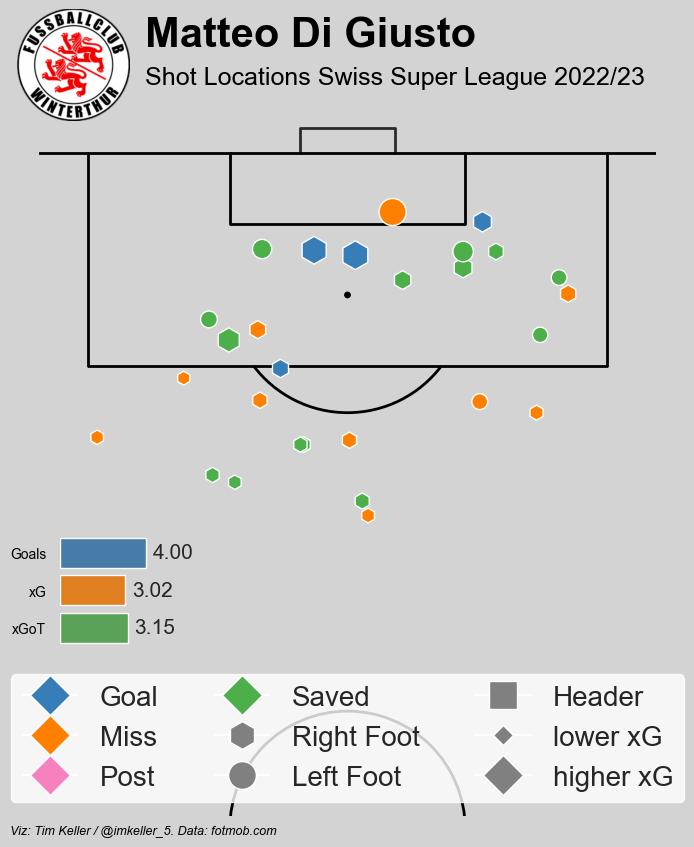 FUSSBALLCLUB
WINTERTHUR
Matteo Di Giusto
Shot Locations Swiss Super League 2022/23
Goals 4.00
xG 3.02
xGoT 3.15
Goal Saved Header
Miss Right Foot lower xG
Post Left Foot higher xG
Viz: Tim Keller / @imkeller_5. Data: fotmob.com